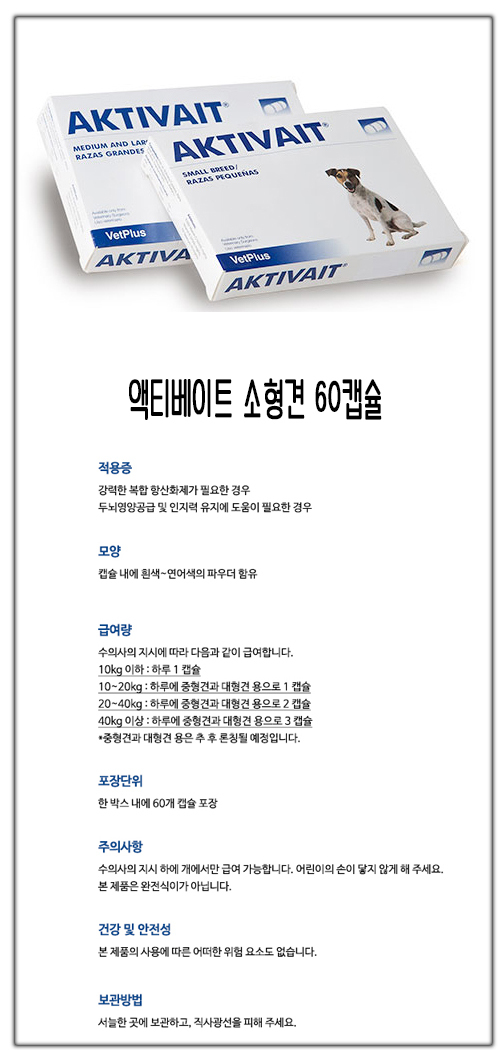 AKTIVAIT®
MEDIUM AND LAR
RAZAS GRANDES
VetPlus
AKTIVAIT
AKTIVAIT®
SMALL BREED/
RAZAS PEQUEÑAS
VetPlus
AKTIVAIT®
액티베이트 소형견 60캡슐
적용증
강력한 복합 항산화제가 필요한 경우
두뇌영양공급 및 인지력 유지에 도움이 필요한 경우
모양
캡슐 내에 흰색~연어색의 파우더 함유
급여량
수의사의 지시에 따라 다음과 같이 급여합니다.
10kg 이하 : 하루 1 캡슐
10~20kg : 하루에 중형견과 대형견 용으로 1 캡슐
20~40kg : 하루에 중형견과 대형견 용으로 2 캡슐
40kg 이상 : 하루에 중형견과 대형견 용으로 3 캡슐
*중형견과 대형견 용은 추 후 론칭될 예정입니다.
포장단위
한 박스 내에 60개 캡슐 포장
주의사항
수의사의 지시 하에 개에서만 급여 가능합니다. 어린이의 손이 닿지 않게 해 주세요.
본 제품은 완전식이가 아닙니다.
건강 및 안전성
본 제품의 사용에 따른 어떠한 위험 요소도 없습니다.
보관방법
서늘한 곳에 보관하고, 직사광선을 피해 주세요.